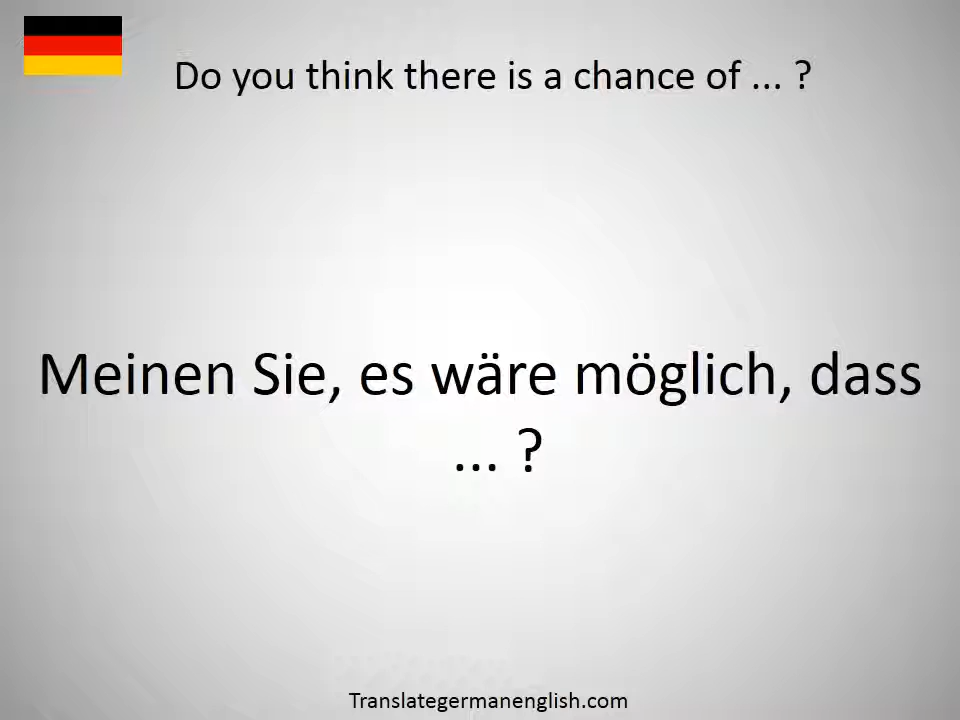 Do you think there is a chance of ... ?
Meinen Sie, es wäre möglich, dass
... ?
Translategermanenglish.com